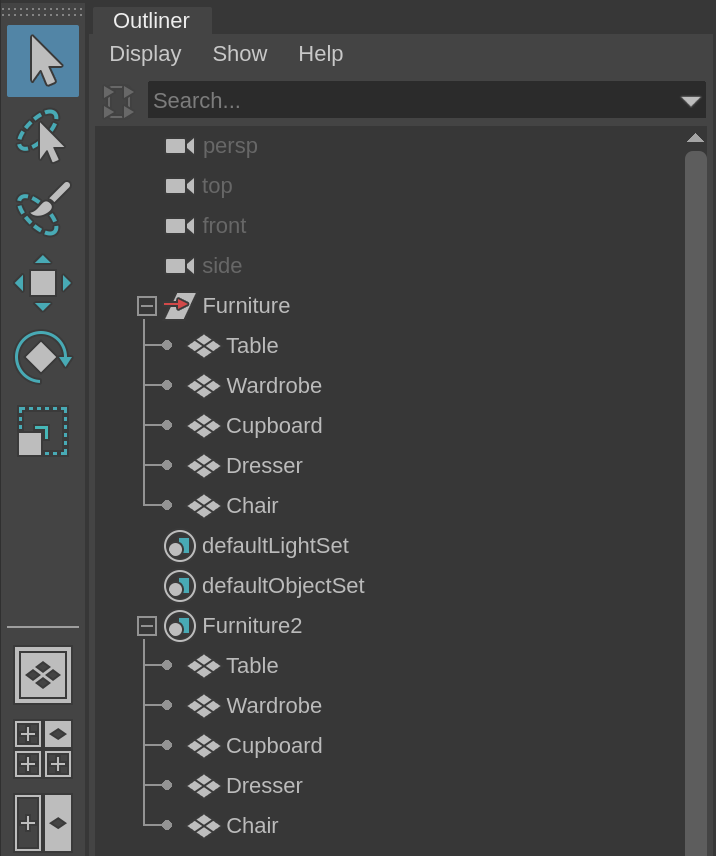 Outliner
Display Show Help
Search...
persp
top
front
side
Furniture
Table
Wardrobe
Cupboard
Dresser
Chair
defaultLightSet
defaultObjectSet
Furniture2
Table
Wardrobe
Cupboard
Dresser
Chair